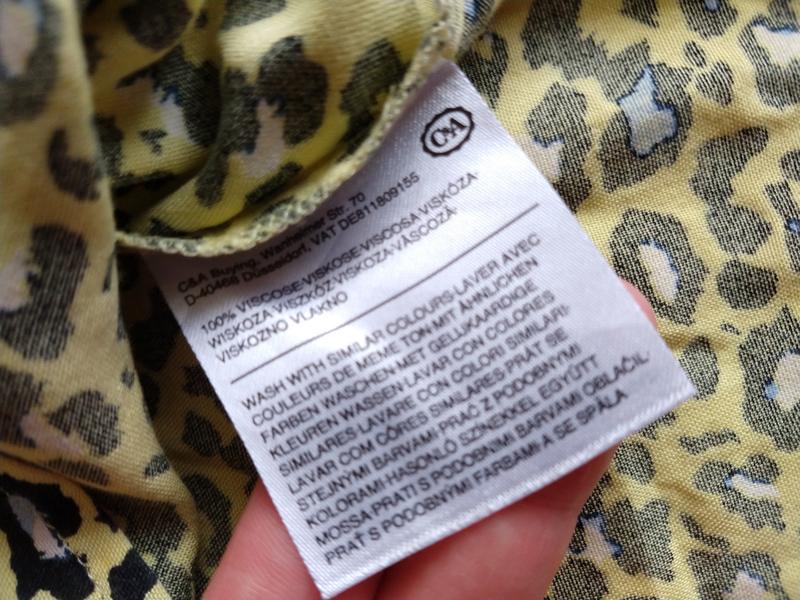 C&A
C&A Buying, Wanheimer Str. 70
D-40468 Düsseldorf, VAT DE811809155
100% VISCOSE·VISKOSE·VISCOSA·VISKÓZA·
WISKOZA·VISZKÓZ·VISKOZA·VÂSCOZĂ·
VISKOZNO VLAKNO
WASH WITH SIMILAR COLOURS·LAVER AVEC
COULEURS DE MEME TON·MIT ÄHNLICHEN
FARBEN WASCHEN·MET GELIJKAARDIGE
KLEUREN WASSEN·LAVAR CON COLORES
SIMILARES·LAVARE CON COLORI SIMILARI·
LAVAR COM CÔRES SIMILARES·PRÁT SE
STEJNÝMI BARVAMI·PRAĆ Z PODOBNYMI
KOLORAMI·HASONLÓ SZÍNEKKEL EGYÜTT
MOSSA·PRATI S PODOBNIMI BARVAMI OBLAČIL·
PRAŤ S PODOBNÝMI FARBAMI·A SE SPĂLA